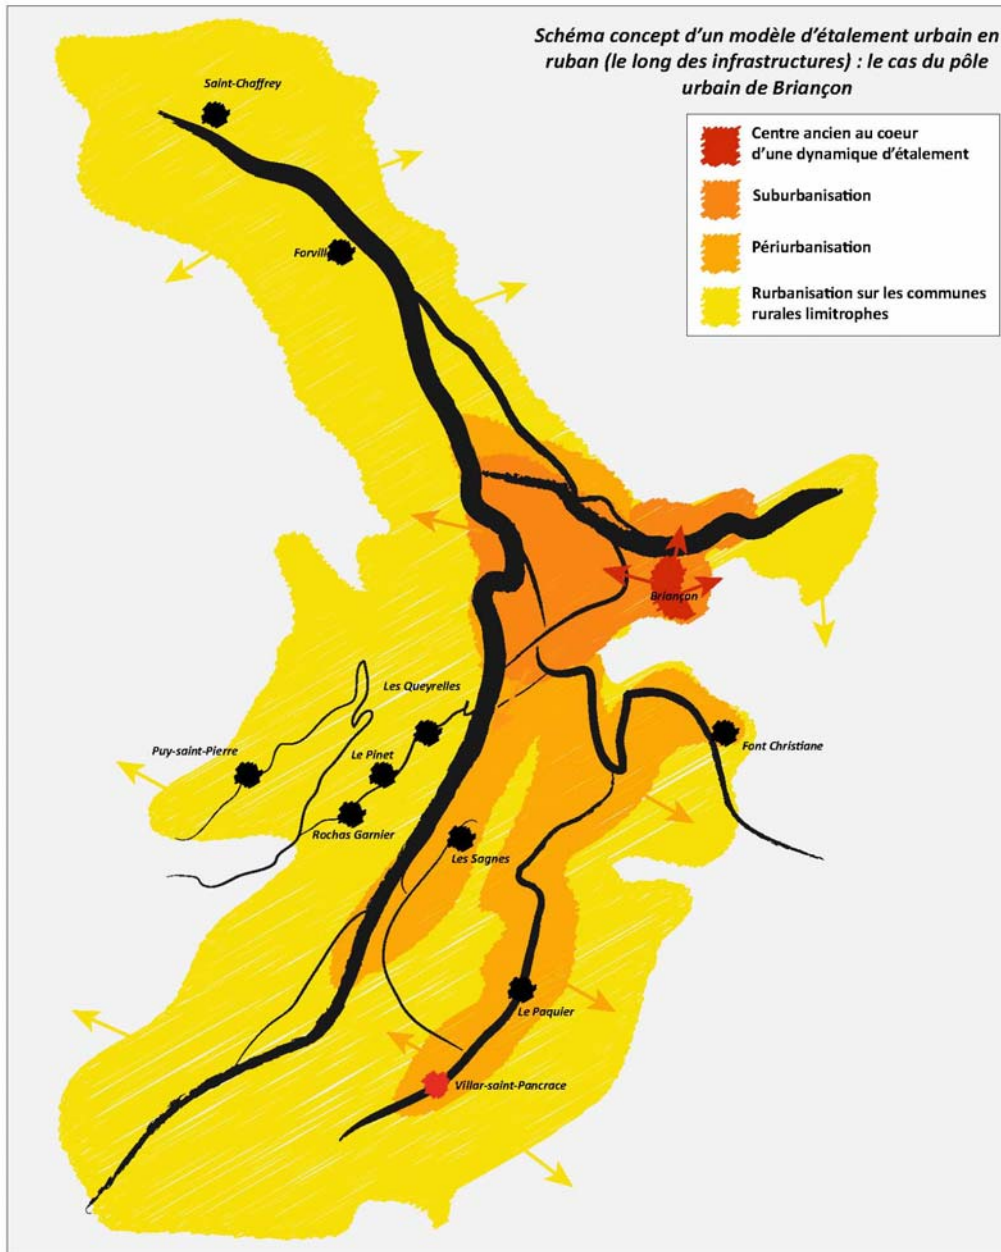 Schéma concept d'un modèle d'étalement urbain en
ruban (le long des infrastructures) : le cas du pôle
urbain de Briançon
Centre ancien au coeur
d'une dynamique d'étalement
Suburbanisation
Périurbanisation
Rurbanisation sur les communes
rurales limitrophes
Saint-Chaffrey
Forvill
Briançon
Les Queyrelles
Puy-saint-Pierre
Le Pinet
Font Christiane
Rochas Garnier
Les Sagnes
Le Paquier
Villar-saint-Pancrace